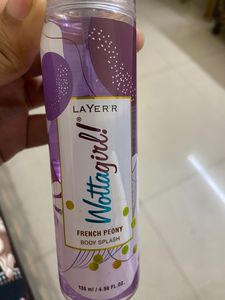 LAYER'R
Wottagirl!®
FRENCH PEONY
BODY SPLASH
135 ml / 4.56 FL.OZ.